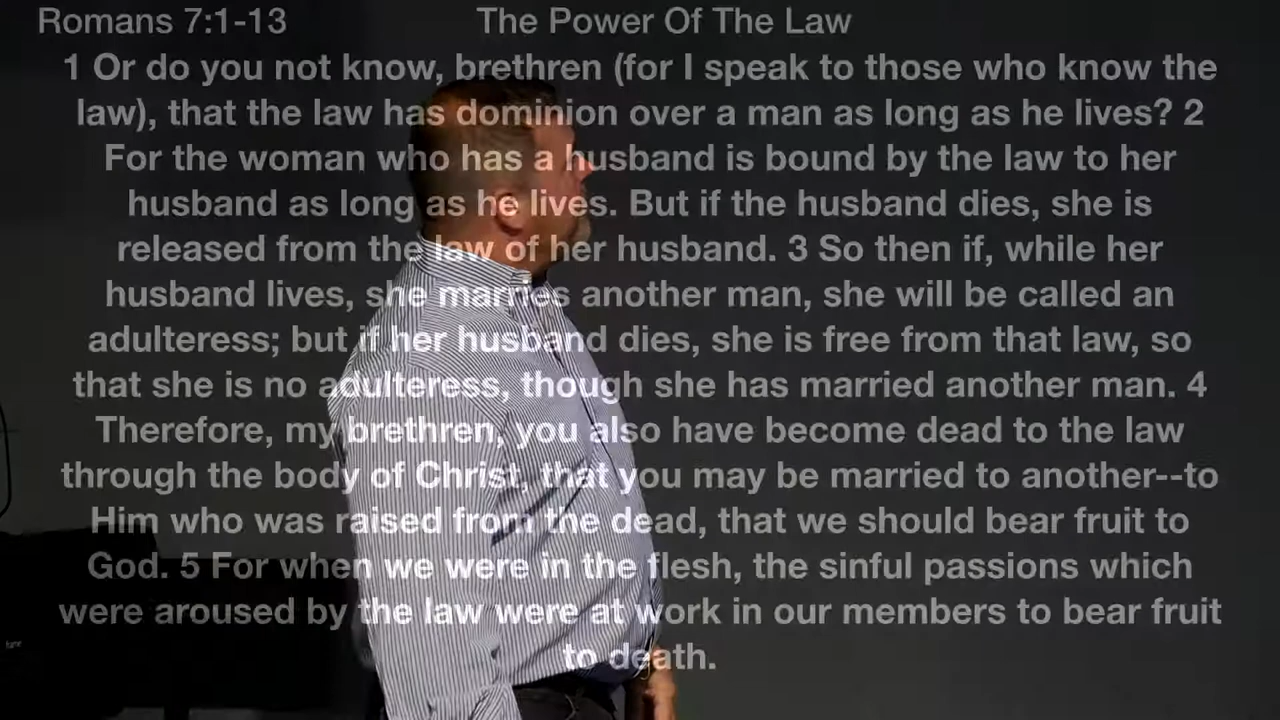 Romans 7:1-13
The Power Of The Law
1 Or do you not know, brethren (for I speak to those who know the
law), that the law has dominion over a man as long as he lives? 2
For the woman who has a husband is bound by the law to her
husband as long as he lives. But if the husband dies, she is
released from the law of her husband. 3 So then if, while her
husband lives, she marries another man, she will be called an
adulteress; but if her husband dies, she is free from that law, so
that she is no adulteress, though she has married another man. 4
Therefore, my brethren, you also have become dead to the law
through the body of Christ, that you may be married to another--to
Him who was raised from the dead, that we should bear fruit to
God. 5 For when we were in the flesh, the sinful passions which
were aroused by the law were at work in our members to bear fruit
to death.